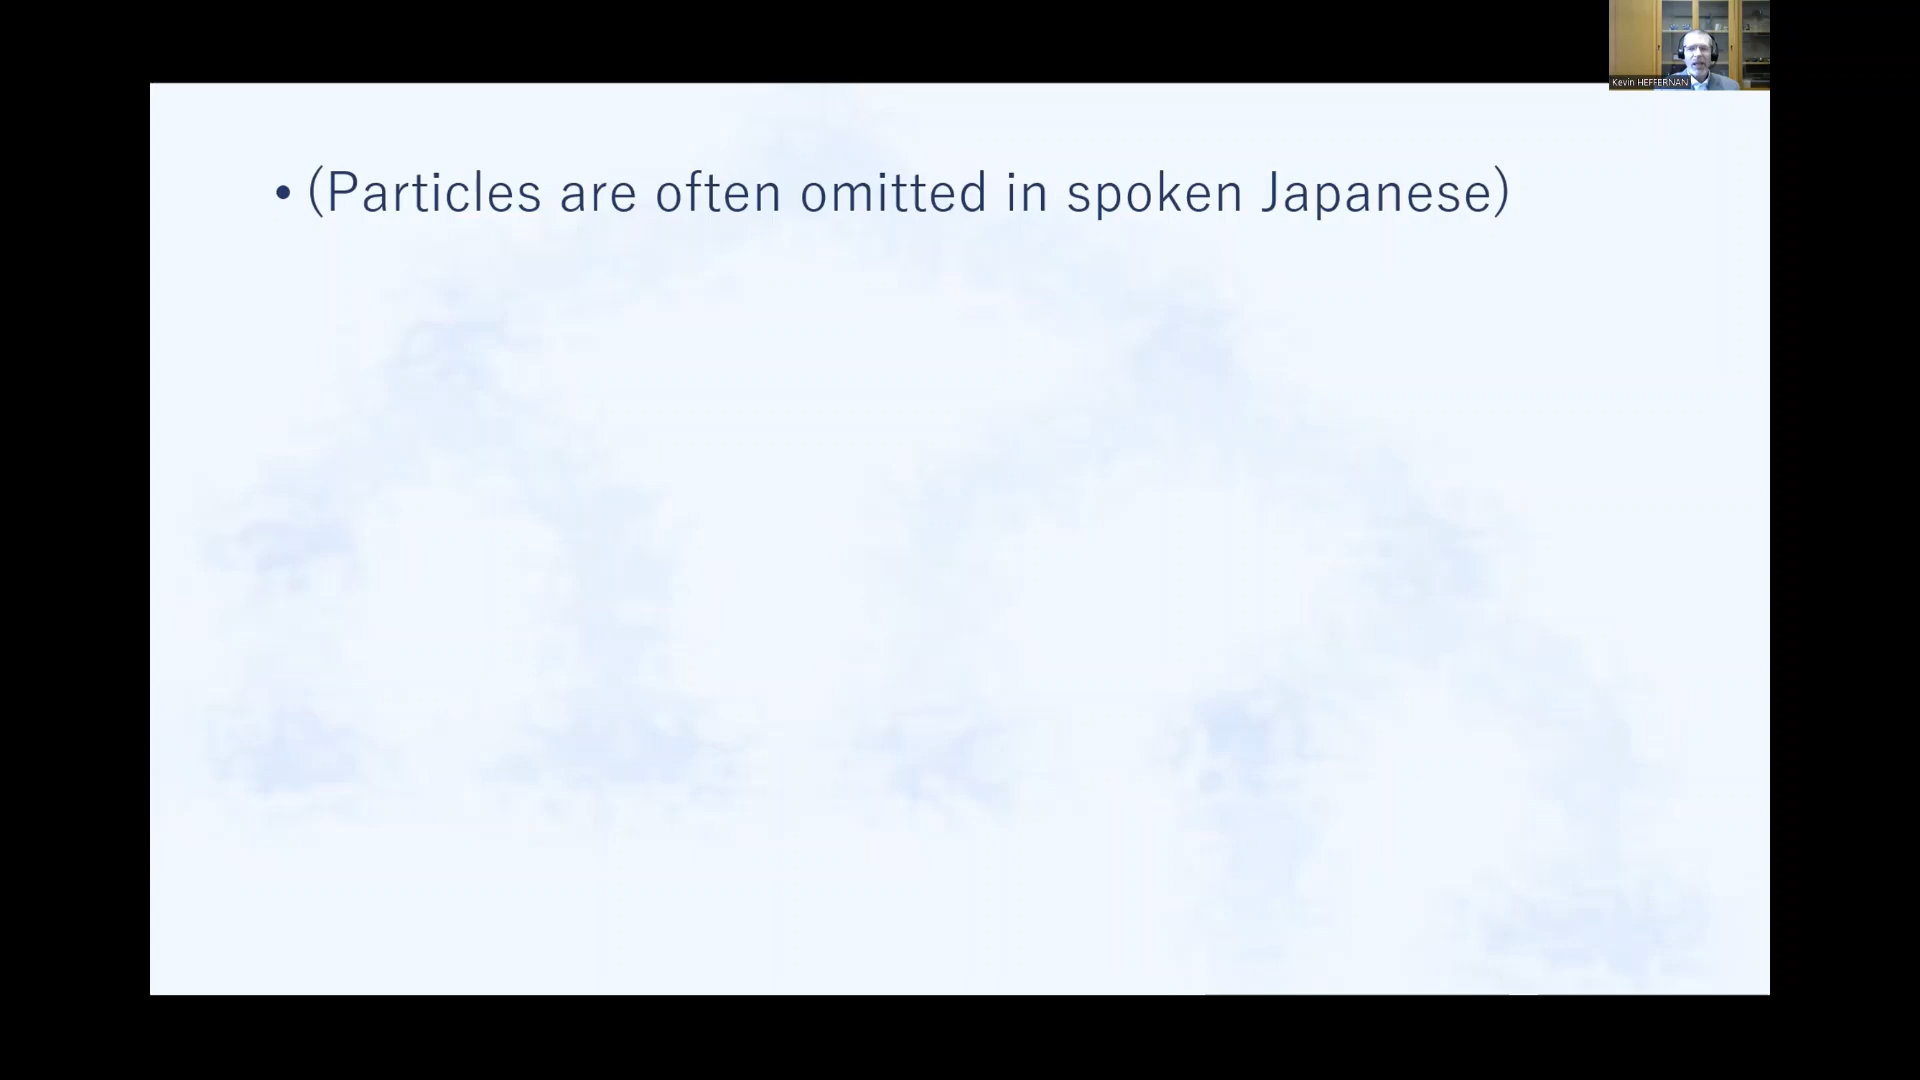 Kevin HEFFERNAN
• (Particles are often omitted in spoken Japanese)